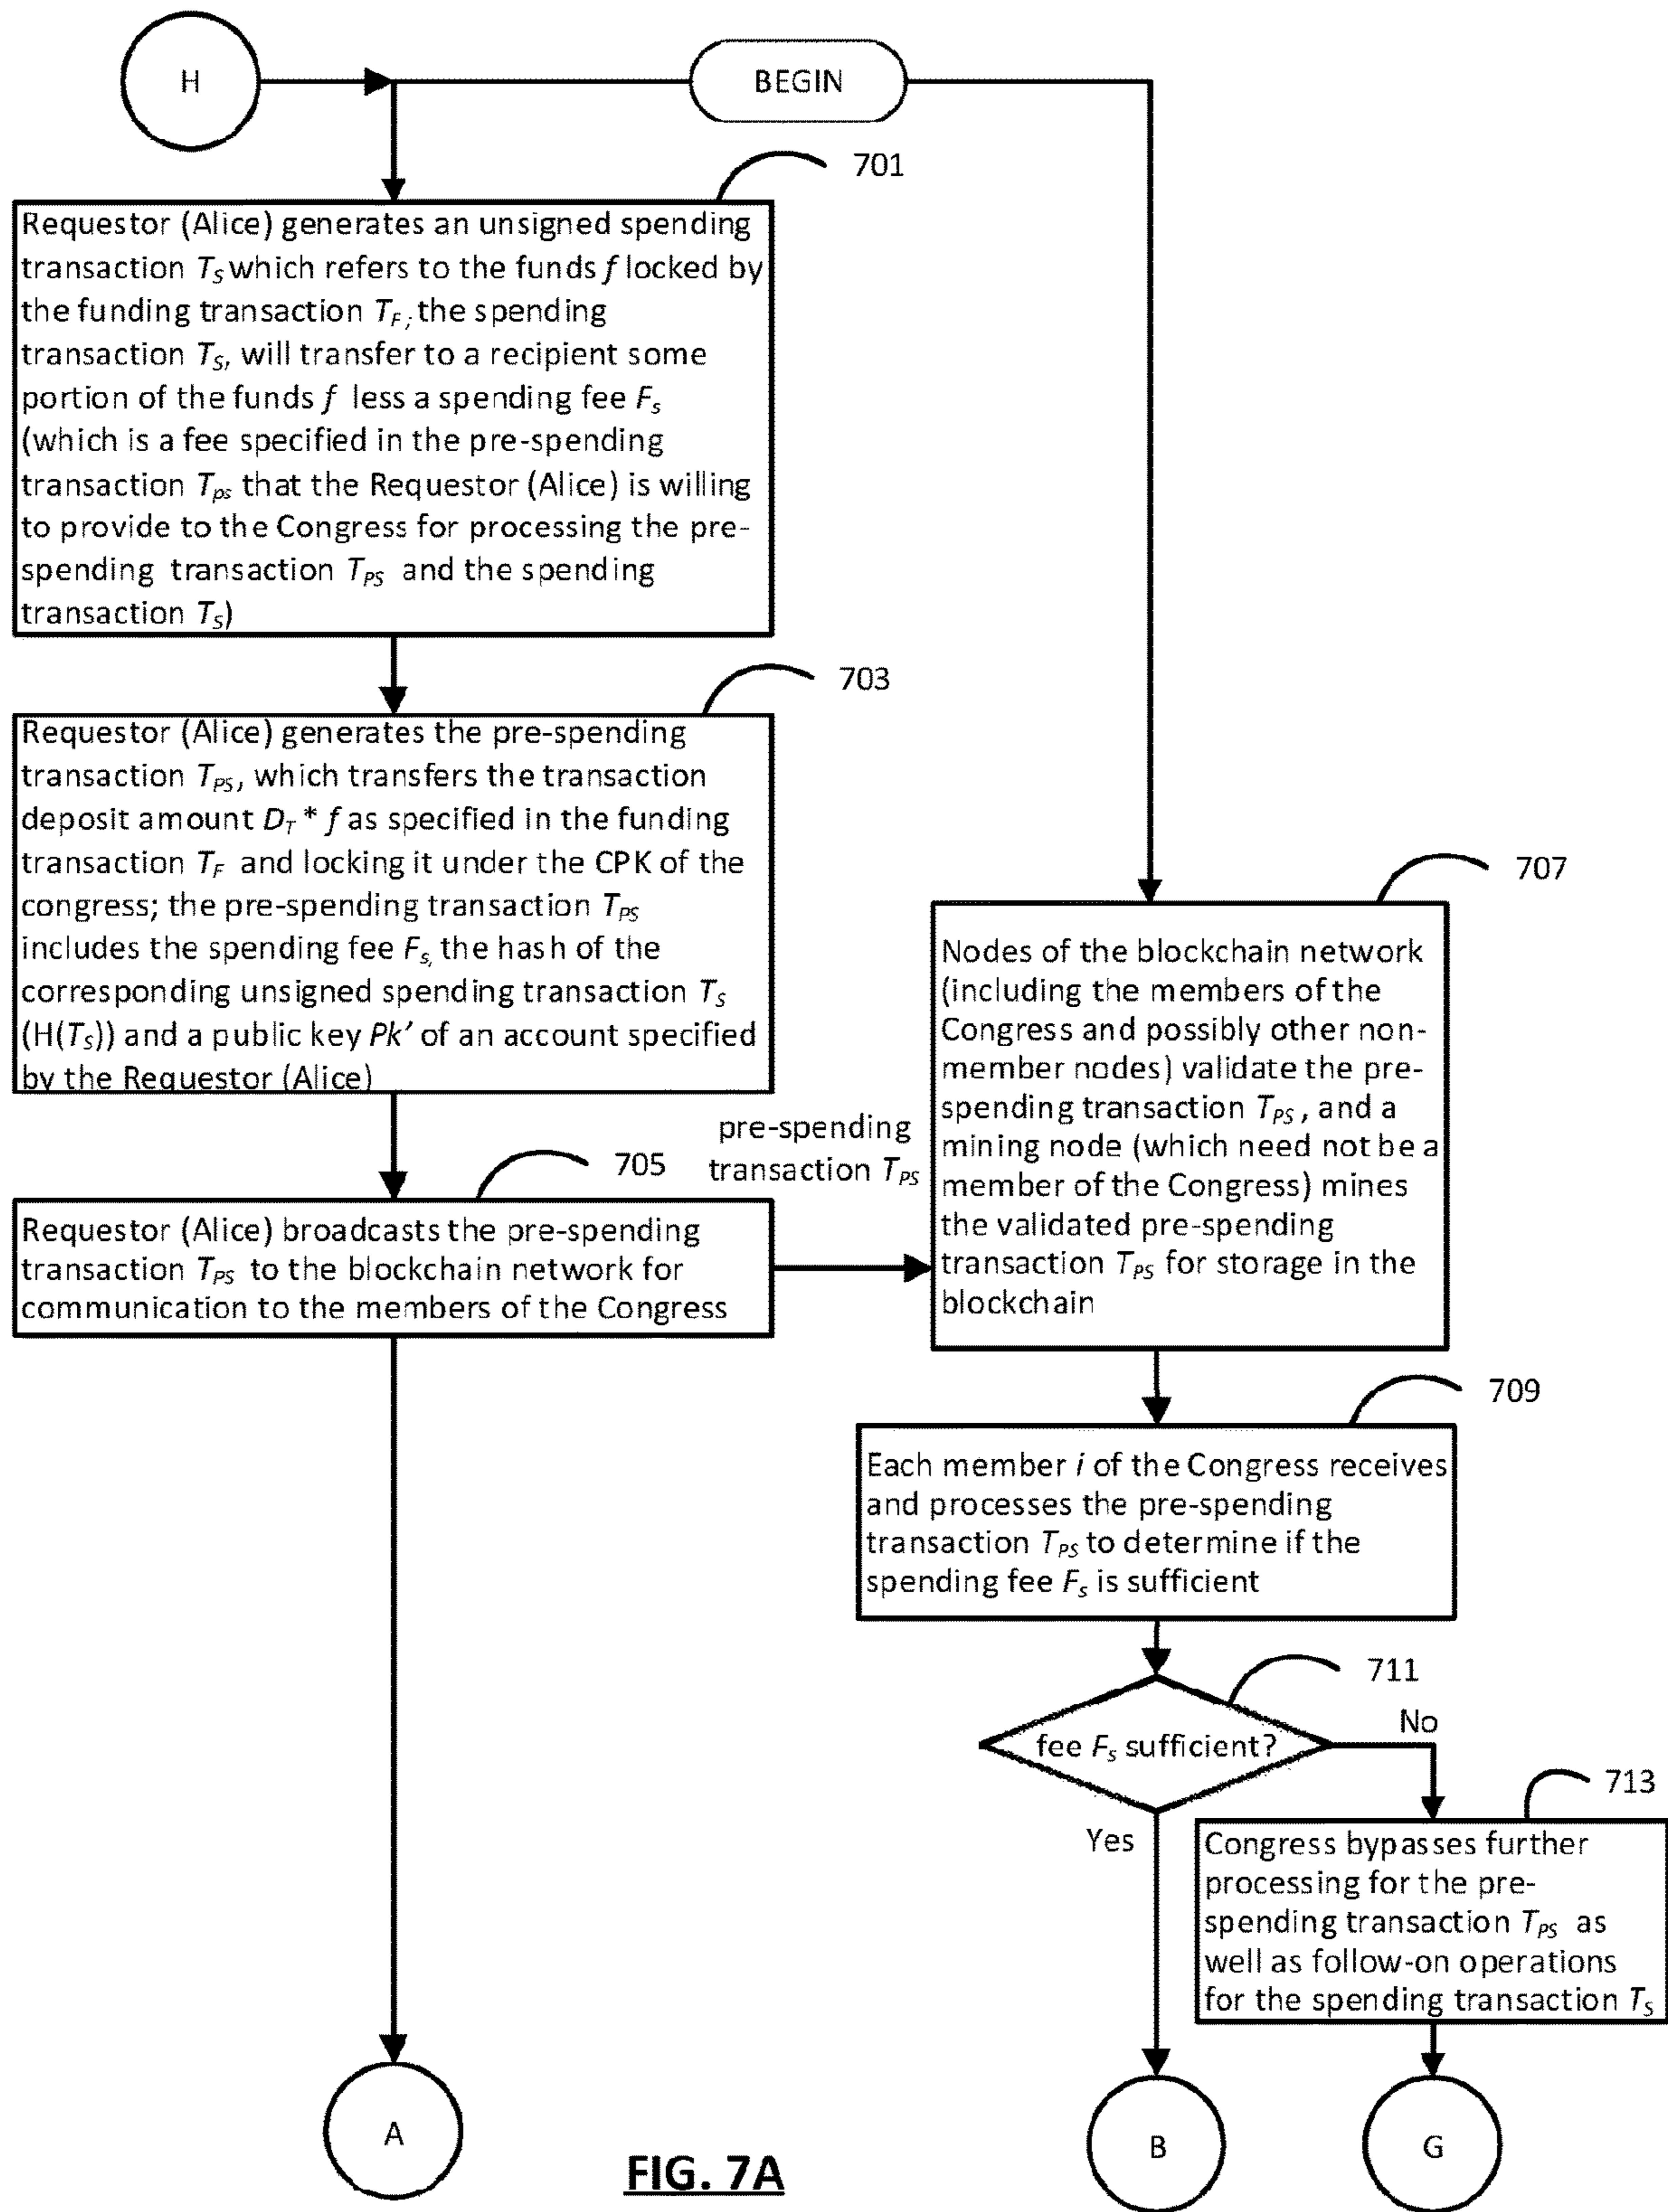 H
BEGIN
701
Requestor (Alice) generates an unsigned spending
transaction TS which refers to the funds f locked by
the funding transaction TF; the spending
transaction TS, will transfer to a recipient some
portion of the funds f less a spending fee Fs
(which is a fee specified in the pre-spending
transaction Tps that the Requestor (Alice) is willing
to provide to the Congress for processing the pre-
spending transaction TPS and the spending
transaction TS)
703
Requestor (Alice) generates the pre-spending
transaction TPS, which transfers the transaction
deposit amount DT * f as specified in the funding
transaction TF and locking it under the CPK of the
congress; the pre-spending transaction TPS
includes the spending fee Fs, the hash of the
corresponding unsigned spending transaction TS
(H(TS)) and a public key Pk’ of an account specified
by the Requestor (Alice)
705
Requestor (Alice) broadcasts the pre-spending
transaction TPS to the blockchain network for
communication to the members of the Congress
pre-spending
transaction TPS
707
Nodes of the blockchain network
(including the members of the
Congress and possibly other non-
member nodes) validate the pre-
spending transaction TPS, and a
mining node (which need not be a
member of the Congress) mines
the validated pre-spending
transaction TPS for storage in the
blockchain
709
Each member i of the Congress receives
and processes the pre-spending
transaction TPS to determine if the
spending fee Fs is sufficient
711
fee Fs sufficient?
No
Yes
713
Congress bypasses further
processing for the pre-
spending transaction TPS as
well as follow-on operations
for the spending transaction TS
A
B
G
FIG. 7A